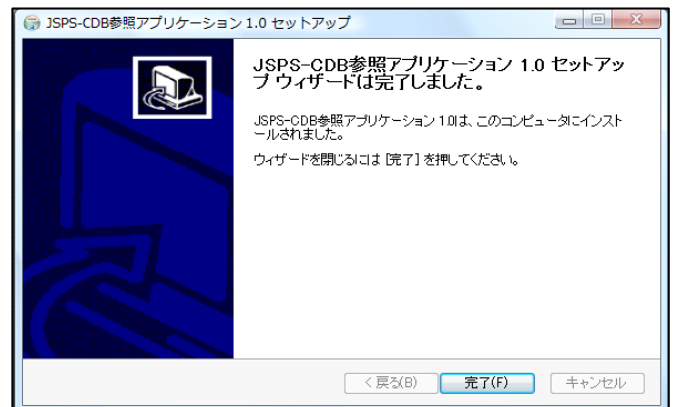 JSPS-CDB参照アプリケーション 1.0 セットアップ
JSPS-CDB参照アプリケーション 1.0 セットアッ
プ ウィザードは完了しました。
JSPS-CDB参照アプリケーション 1.0は、このコンピュータにインスト
ールされました。
ウィザードを閉じるには [完了] を押してください。
< 戻る(B)
完了(F)
キャンセル